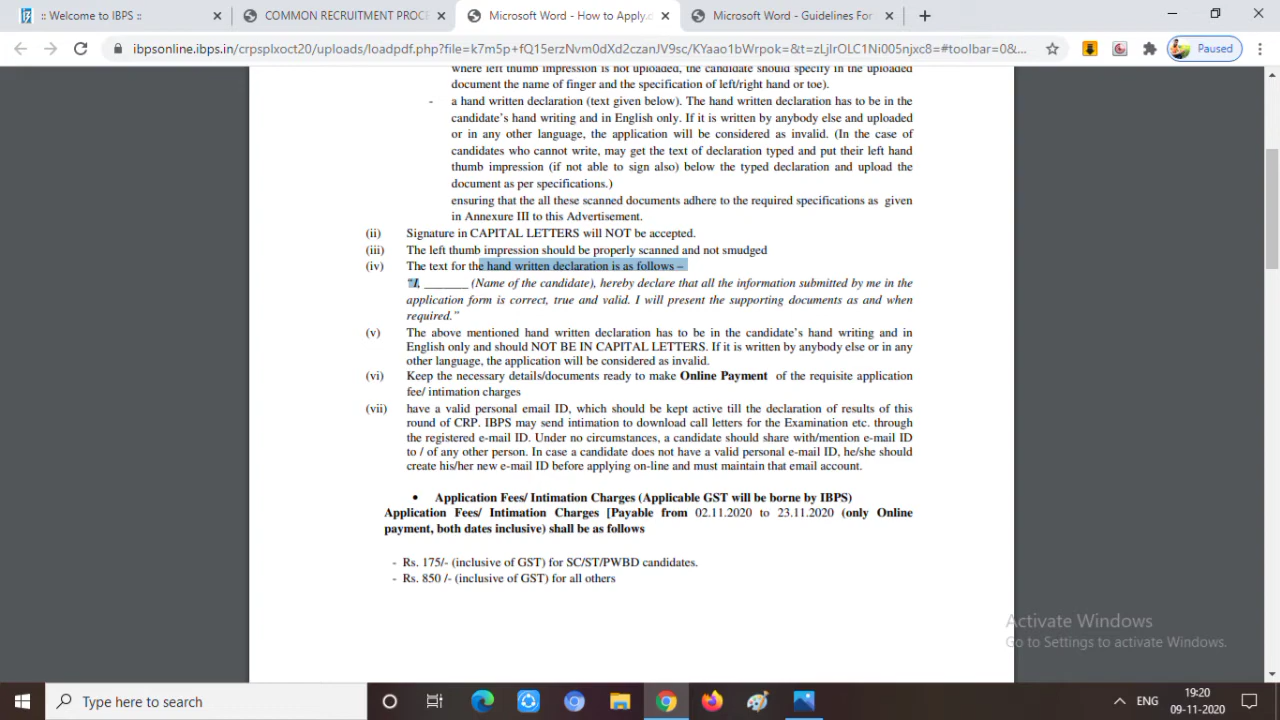 :: Welcome to IBPS ::
COMMON RECRUITMENT PROCE
Microsoft Word - How to Apply.d
Microsoft Word - Guidelines For
ibpsonline.ibps.in/crpsplxoct20/uploads/loadpdf.php?file=k7m5p+fQ15erzNvm0dXd2czanJV9sc/KYaao1bWrpok=&t=zLjIrOLC1Ni005njxc8=#toolbar=0&...
Paused
where left thumb impression is not uploaded, the candidate should specify in the uploaded
document the name of finger and the specification of left/right hand or toe).
- a hand written declaration (text given below). The hand written declaration has to be in the
candidate's hand writing and in English only. If it is written by anybody else and uploaded
or in any other language, the application will be considered as invalid. (In the case of
candidates who cannot write, may get the text of declaration typed and put their left hand
thumb impression (if not able to sign also) below the typed declaration and upload the
document as per specifications.)
ensuring that the all these scanned documents adhere to the required specifications as given
in Annexure III to this Advertisement.
(ii) Signature in CAPITAL LETTERS will NOT be accepted.
(iii) The left thumb impression should be properly scanned and not smudged
(iv) The text for the hand written declaration is as follows –
"I, _______ (Name of the candidate), hereby declare that all the information submitted by me in the
application form is correct, true and valid. I will present the supporting documents as and when
required."
(v) The above mentioned hand written declaration has to be in the candidate's hand writing and in
English only and should NOT BE IN CAPITAL LETTERS. If it is written by anybody else or in any
other language, the application will be considered as invalid.
(vi) Keep the necessary details/documents ready to make Online Payment of the requisite application
fee/ intimation charges
(vii) have a valid personal email ID, which should be kept active till the declaration of results of this
round of CRP. IBPS may send intimation to download call letters for the Examination etc. through
the registered e-mail ID. Under no circumstances, a candidate should share with/mention e-mail ID
to / of any other person. In case a candidate does not have a valid personal e-mail ID, he/she should
create his/her new e-mail ID before applying on-line and must maintain that email account.
• Application Fees/ Intimation Charges (Applicable GST will be borne by IBPS)
Application Fees/ Intimation Charges [Payable from 02.11.2020 to 23.11.2020 (only Online
payment, both dates inclusive) shall be as follows
- Rs. 175/- (inclusive of GST) for SC/ST/PWBD candidates.
- Rs. 850 /- (inclusive of GST) for all others
Activate Windows
Go to Settings to activate Windows.
Type here to search
ENG
19:20
09-11-2020